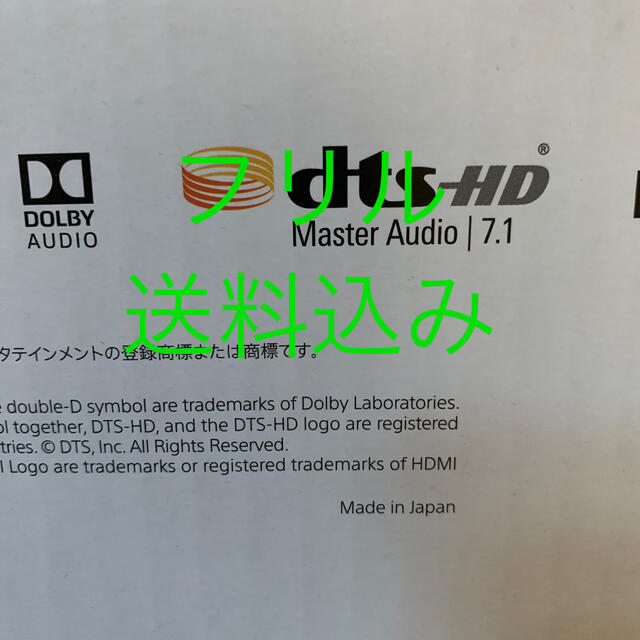 DOLBY
AUDIO
dts-HD®
Master Audio | 7.1
フリル
送料込み
タテインメントの登録商標または商標です。
e double-D symbol are trademarks of Dolby Laboratories.
ol together, DTS-HD, and the DTS-HD logo are registered
tries. © DTS, Inc. All Rights Reserved.
I Logo are trademarks or registered trademarks of HDMI
Made in Japan